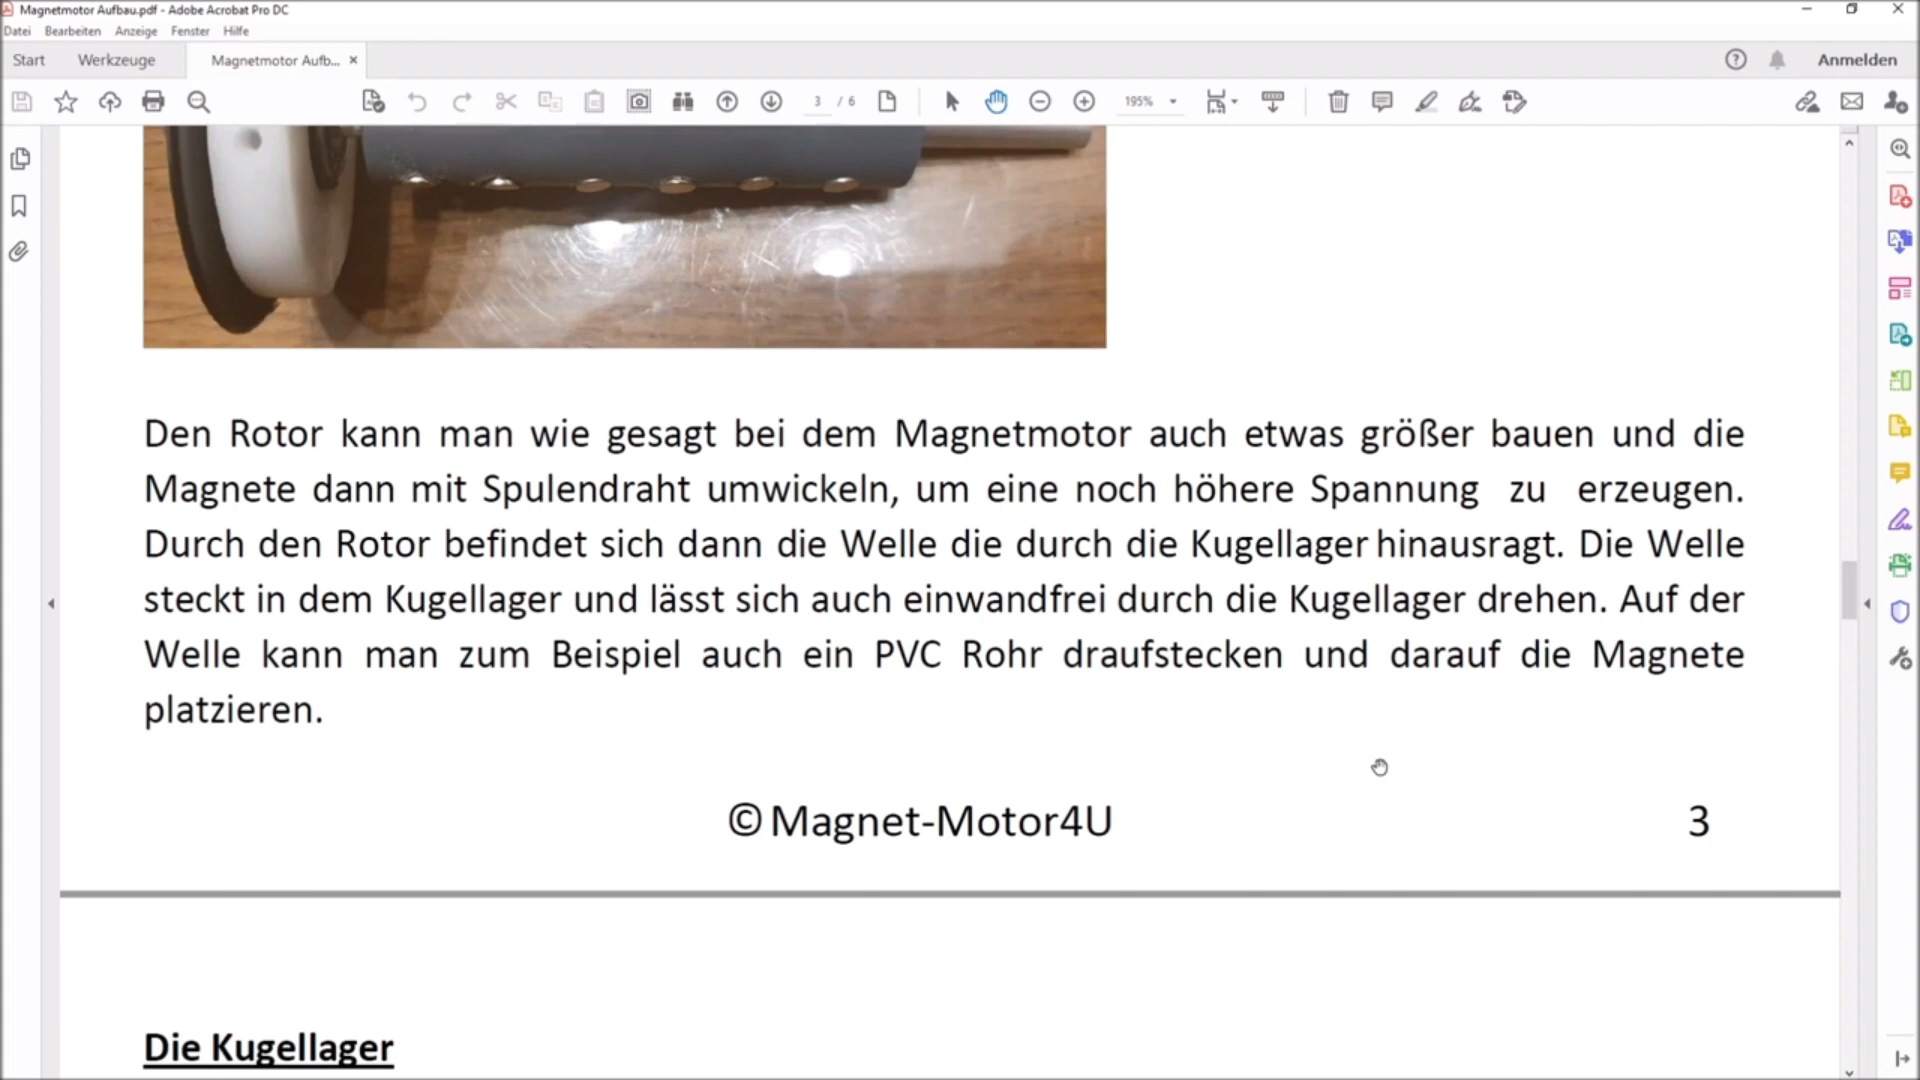 Magnetmotor Aufbau.pdf - Adobe Acrobat Pro DC
Datei Bearbeiten Anzeige Fenster Hilfe
Start Werkzeuge Magnetmotor Aufb... Anmelden
3 / 6 195%
Den Rotor kann man wie gesagt bei dem Magnetmotor auch etwas größer bauen und die
Magnete dann mit Spulendraht umwickeln, um eine noch höhere Spannung zu erzeugen.
Durch den Rotor befindet sich dann die Welle die durch die Kugellager hinausragt. Die Welle
steckt in dem Kugellager und lässt sich auch einwandfrei durch die Kugellager drehen. Auf der
Welle kann man zum Beispiel auch ein PVC Rohr draufstecken und darauf die Magnete
platzieren.
© Magnet-Motor4U 3
Die Kugellager